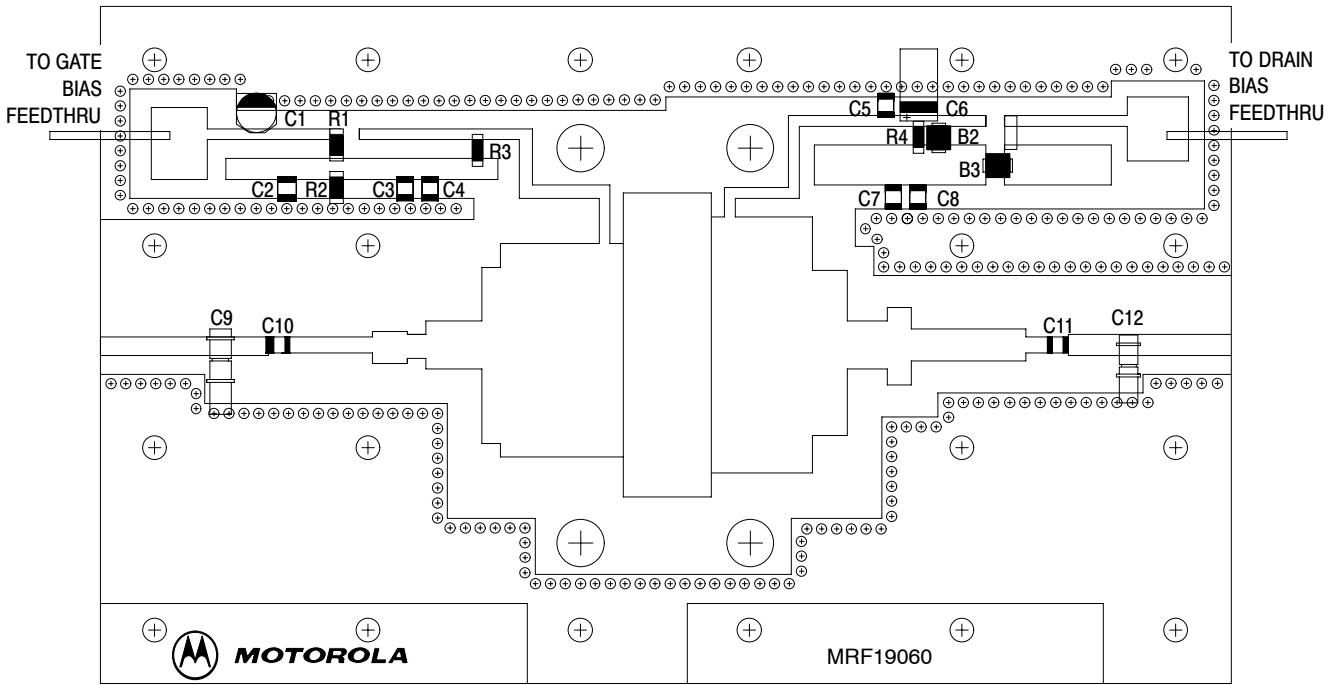 TO GATE
BIAS
FEEDTHRU
TO DRAIN
BIAS
FEEDTHRU
C1
R1
R3
C5
C6
R4
B2
B3
C2
R2
C3
C4
C7
C8
C9
C10
C11
C12
MOTOROLA
MRF19060